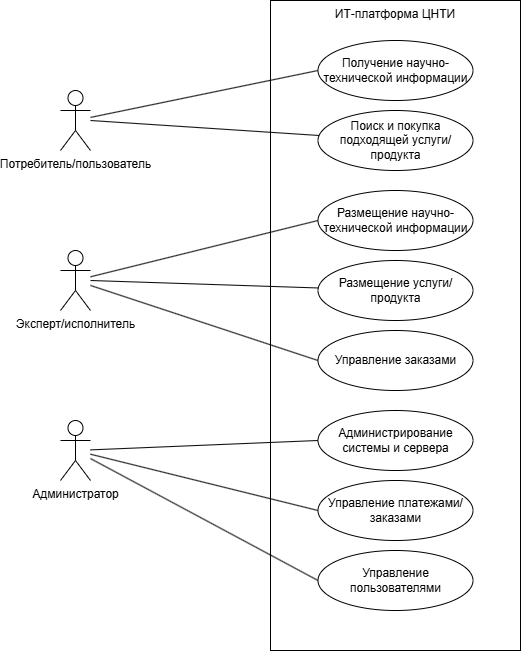 ИТ-платформа ЦНТИ
Получение научно-
технической информации
Поиск и покупка
подходящей услуги/
продукта
Потребитель/пользователь
Размещение научно-
технической информации
Размещение услуги/
продукта
Эксперт/исполнитель
Управление заказами
Администрирование
системы и сервера
Администратор
Управление платежами/
заказами
Управление
пользователями